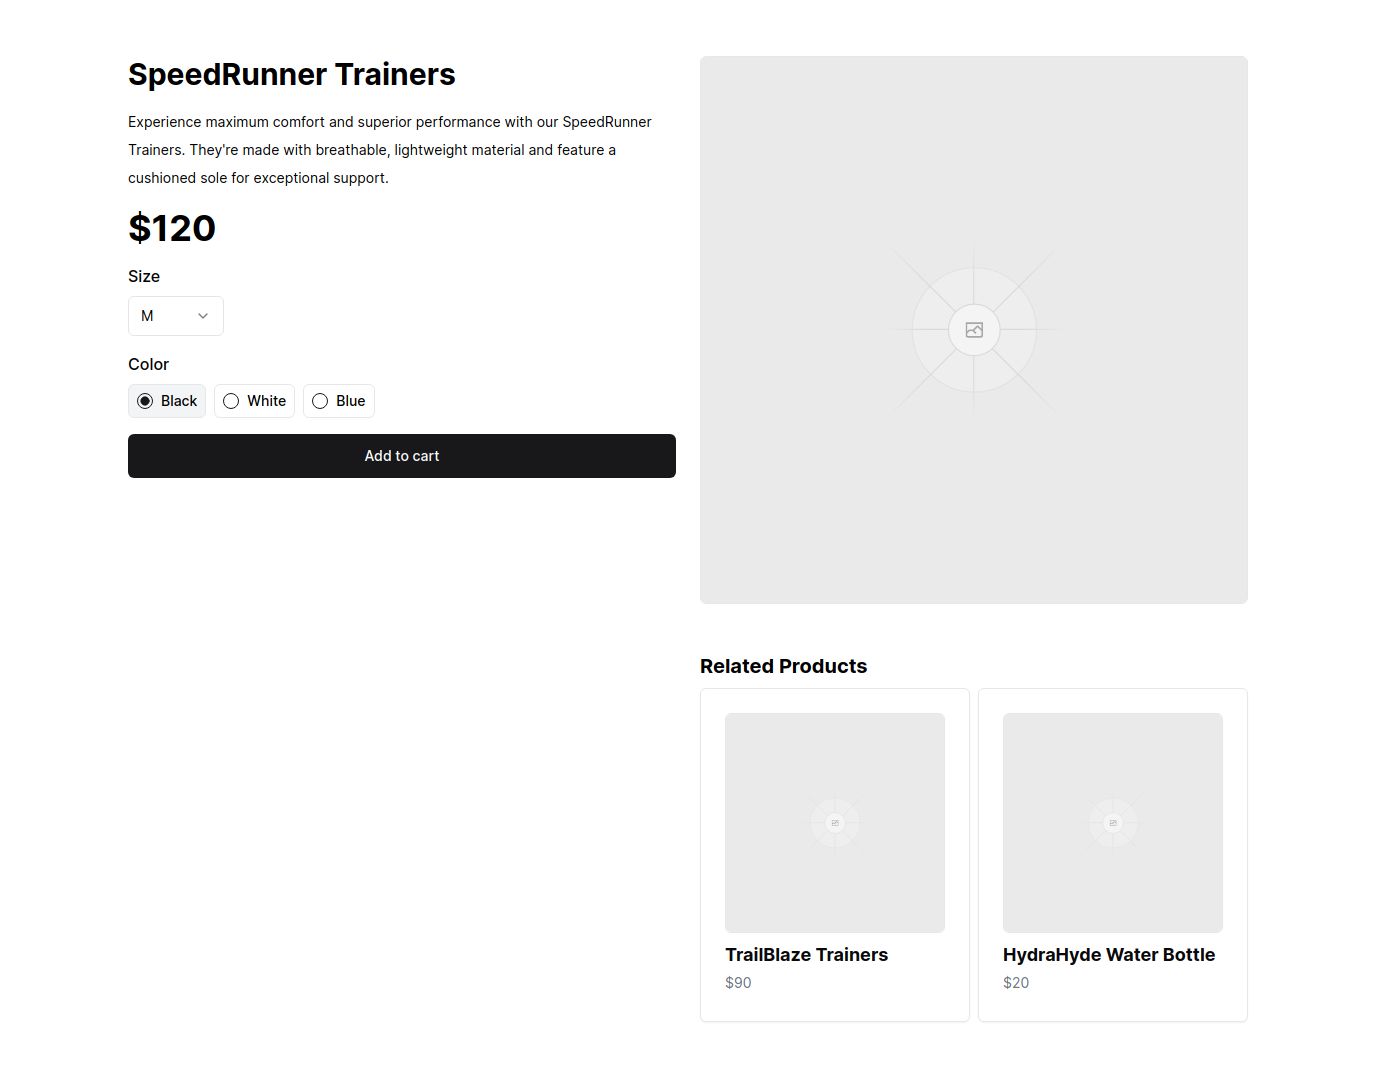 SpeedRunner Trainers
Experience maximum comfort and superior performance with our SpeedRunner
Trainers. They're made with breathable, lightweight material and feature a
cushioned sole for exceptional support.
$120
Size
M
Color
Black
White
Blue
Add to cart
Related Products
TrailBlaze Trainers
$90
HydraHyde Water Bottle
$20